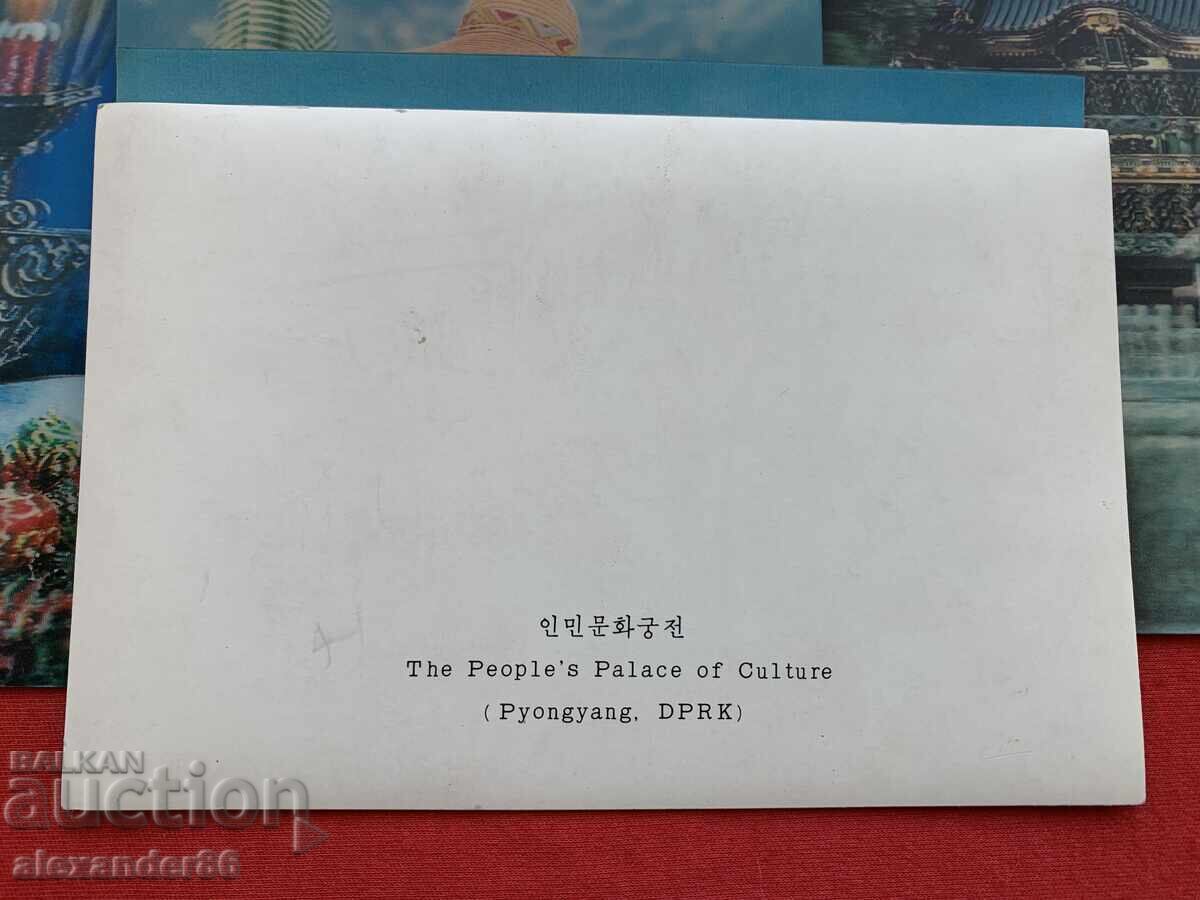 인민문화궁전
The People's Palace of Culture
(Pyongyang, DPRK)
BALKAN
auction
alexander86